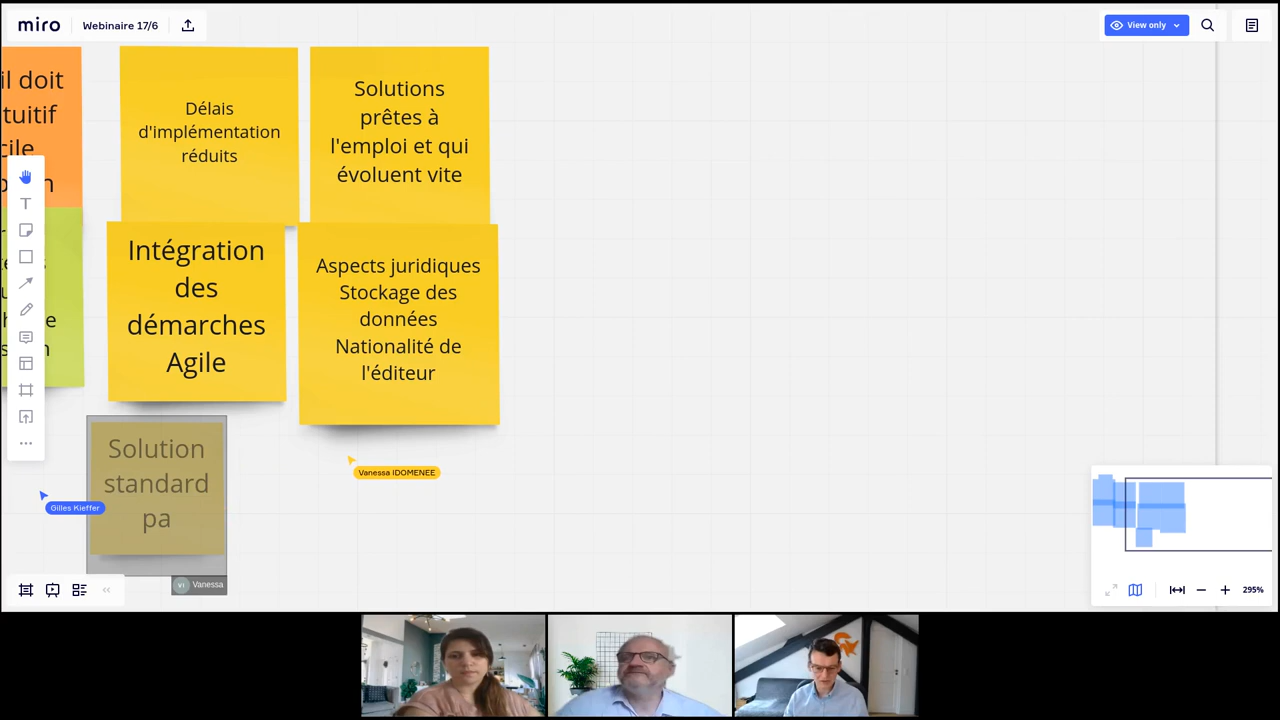 miro
Webinaire 17/6
View only
il doit
tuitif
cile
Délais
d'implémentation
réduits
Solutions
prêtes à
l'emploi et qui
évoluent vite
Intégration
des
démarches
Agile
Aspects juridiques
Stockage des
données
Nationalité de
l'éditeur
Solution
standard
pa
Vanessa IDOMENEE
Gilles Kieffer
VI Vanessa
295%